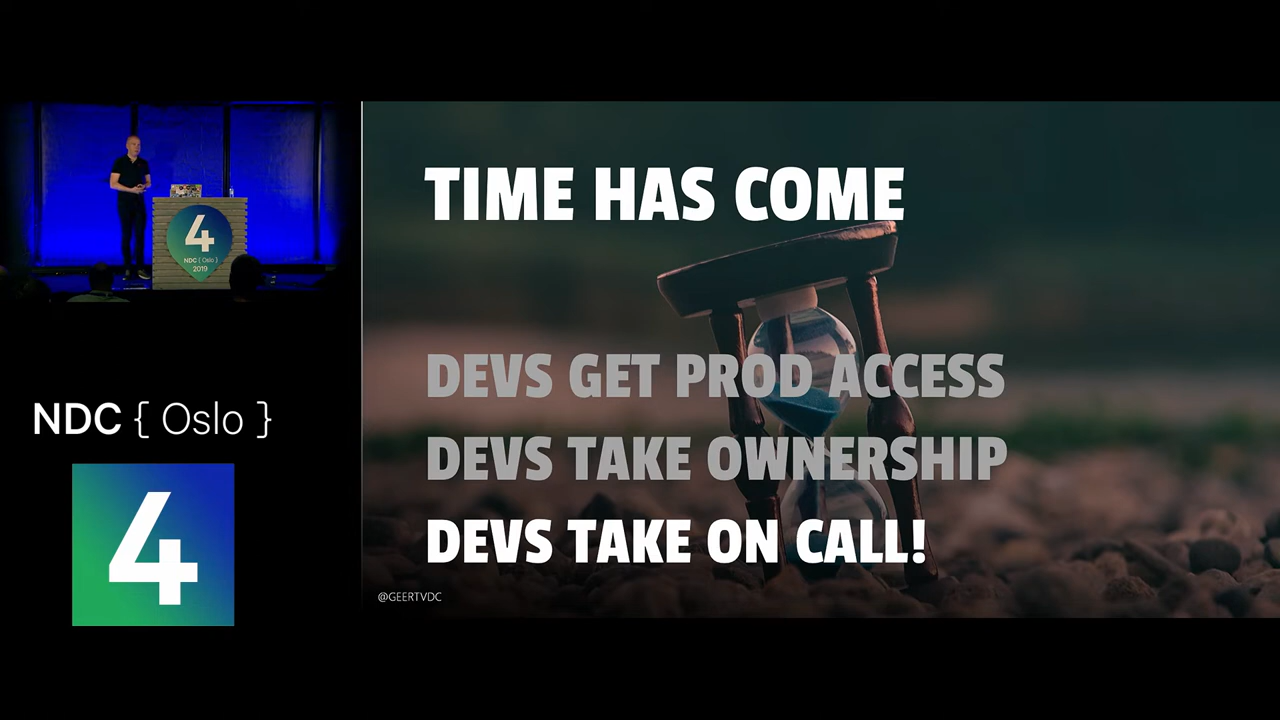 4
NDC { Oslo }
2019
NDC { Oslo }
4
TIME HAS COME
DEVS GET PROD ACCESS
DEVS TAKE OWNERSHIP
DEVS TAKE ON CALL!
@GEERTVDC